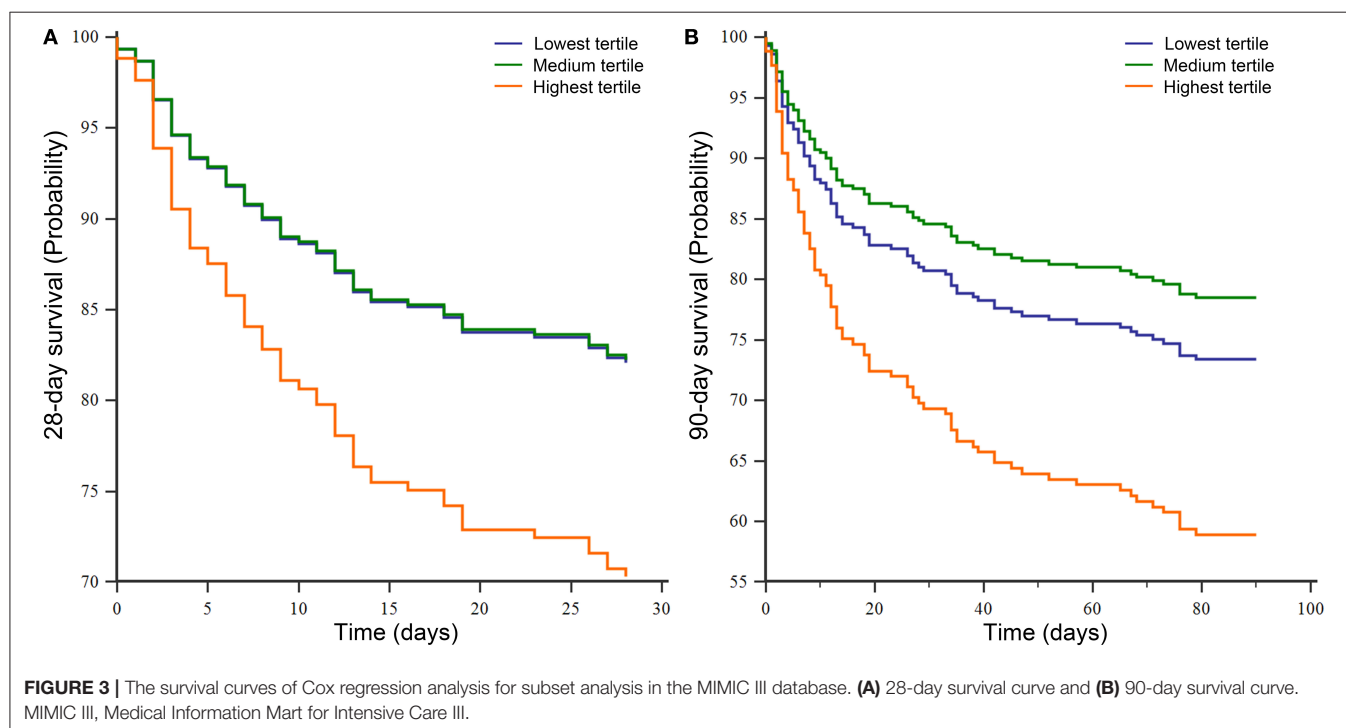 A
28-day survival (Probability)
100
95
90
85
80
75
70
0 5 10 15 20 25 30
Time (days)
Lowest tertile
Medium tertile
Highest tertile
B
90-day survival (Probability)
100
95
90
85
80
75
70
65
60
55
0 20 40 60 80 100
Time (days)
Lowest tertile
Medium tertile
Highest tertile
FIGURE 3 | The survival curves of Cox regression analysis for subset analysis in the MIMIC III database. (A) 28-day survival curve and (B) 90-day survival curve.
MIMIC III, Medical Information Mart for Intensive Care III.